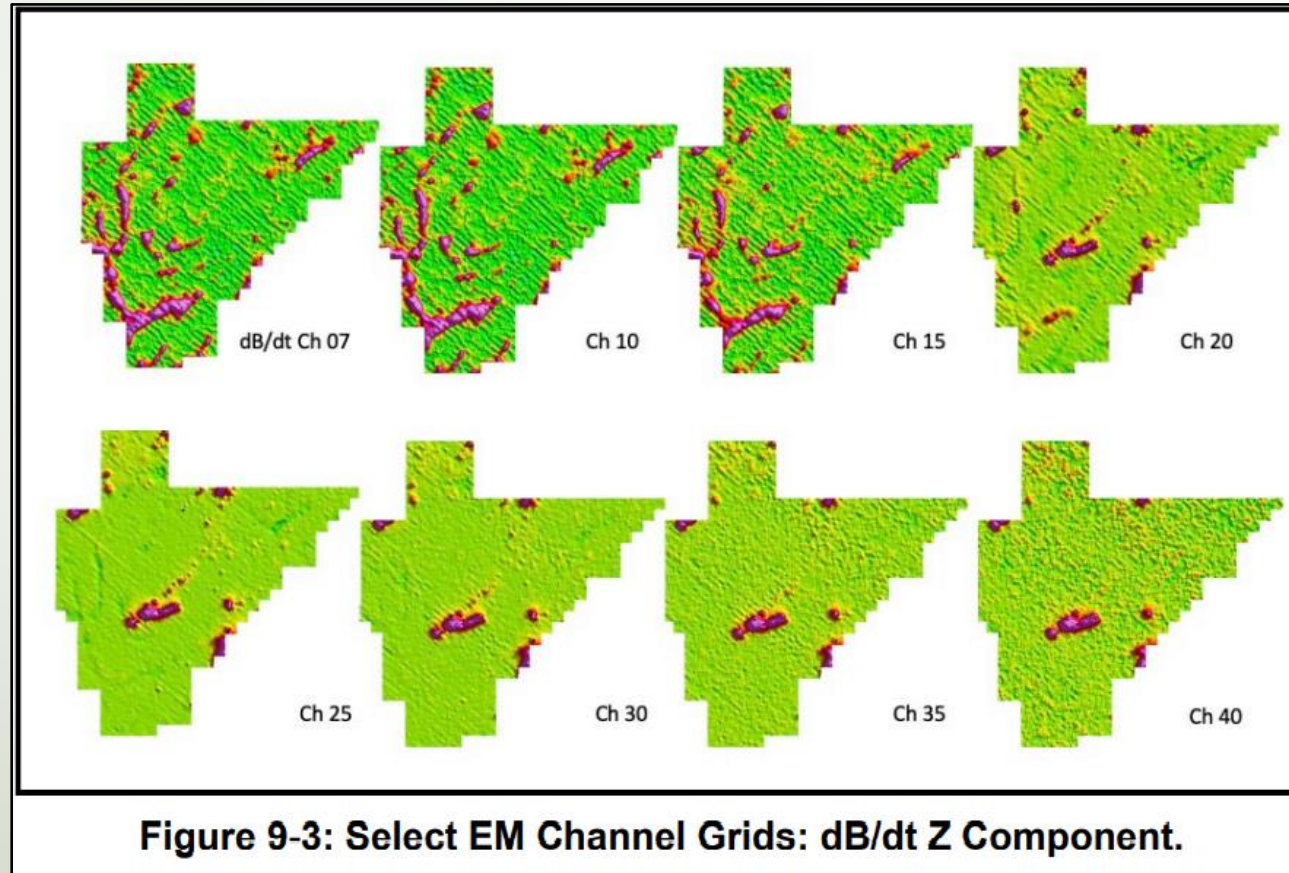 dB/dt Ch 07
Ch 10
Ch 15
Ch 20
Ch 25
Ch 30
Ch 35
Ch 40
Figure 9-3: Select EM Channel Grids: dB/dt Z Component.